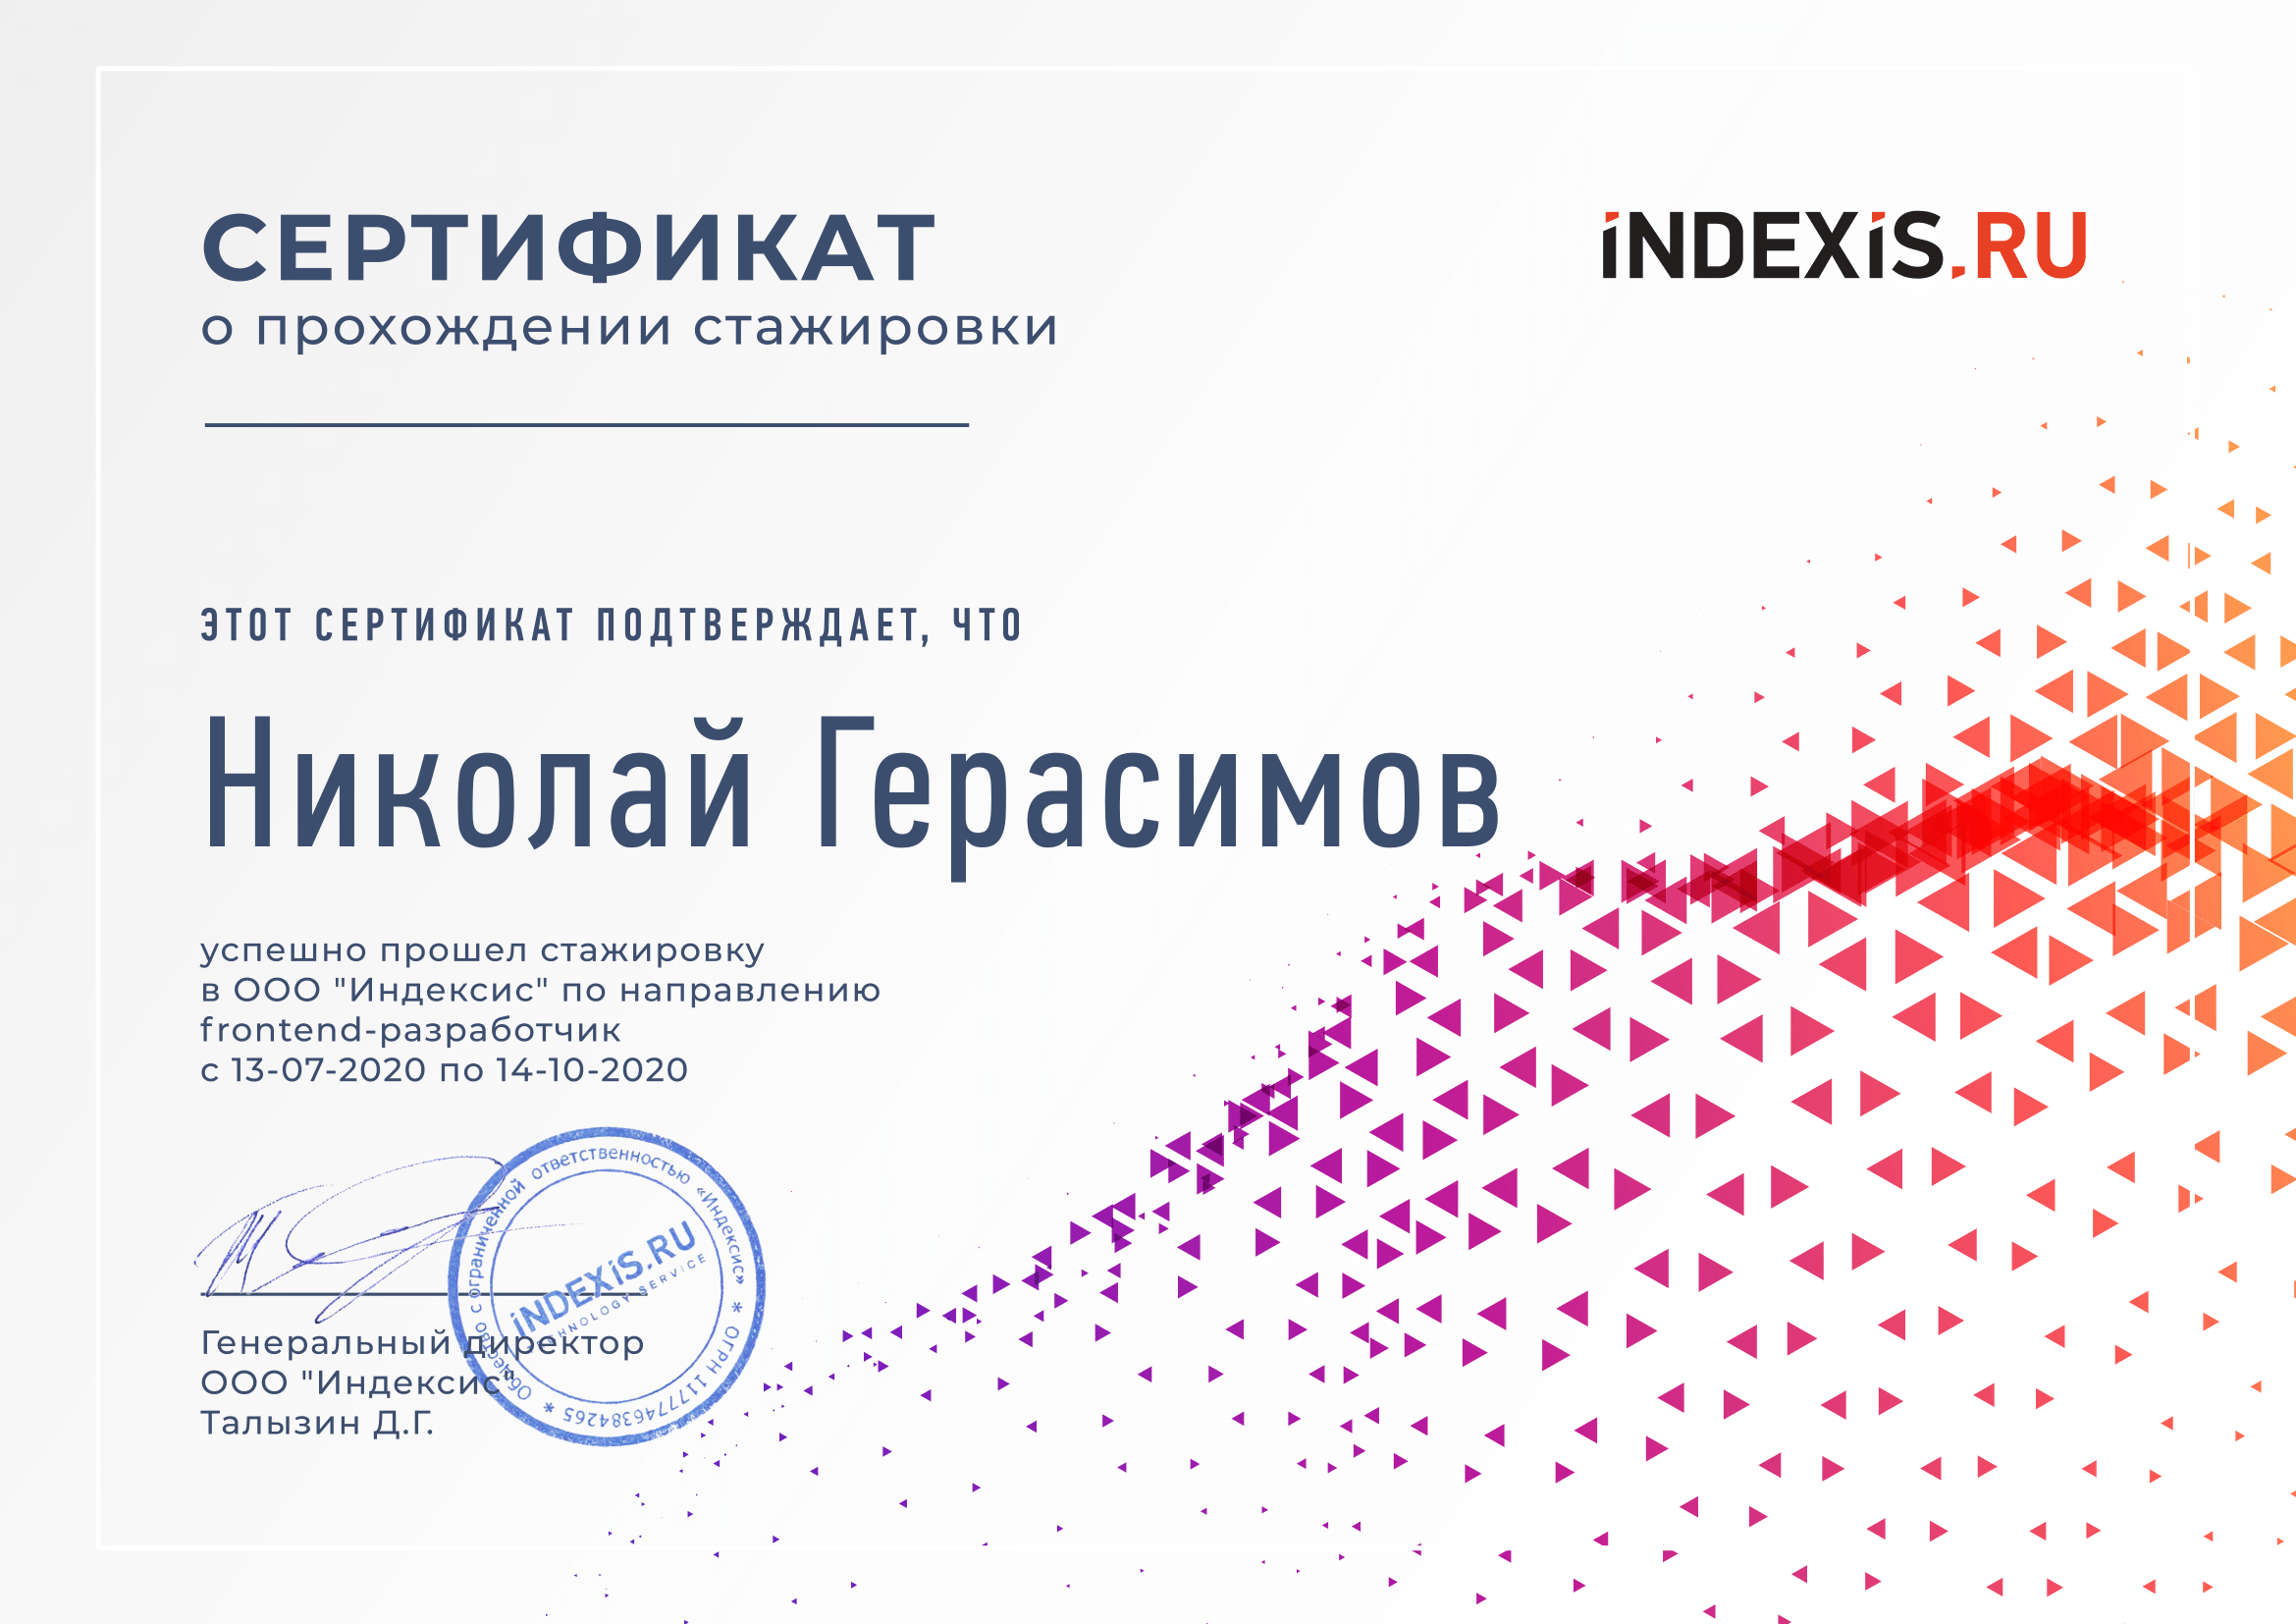 СЕРТИФИКАТ
о прохождении стажировки
iNDEXiS.RU
ЭТОТ СЕРТИФИКАТ ПОДТВЕРЖДАЕТ, ЧТО
Николай Герасимов
успешно прошел стажировку
в ООО "Индексис" по направлению
frontend-разработчик
с 13-07-2020 по 14-10-2020
Общество с ограниченной ответственностью «Индексис» * ОГРН 1177746384265 *
iNDEXiS.RU
TECHNOLOGY SERVICE
Генеральный директор
ООО "Индексис"
Талызин Д.Г.